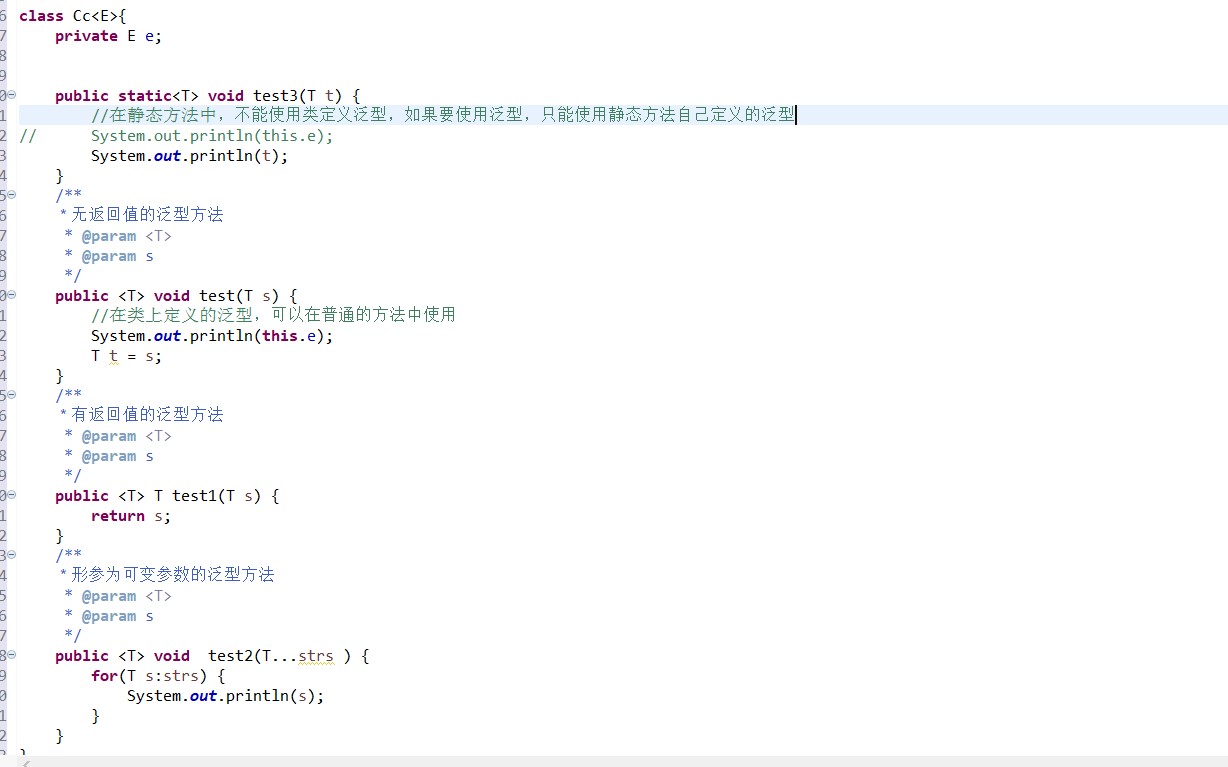 6 class Cc<E>{
7     private E e;
8
9
0     public static<T> void test3(T t) {
1         //在静态方法中，不能使用类定义泛型，如果要使用泛型，只能使用静态方法自己定义的泛型
2 //      System.out.println(this.e);
3         System.out.println(t);
4     }
5     /**
6      *无返回值的泛型方法
7      * @param <T>
8      * @param s
9      */
0     public <T> void test(T s) {
1         //在类上定义的泛型，可以在普通的方法中使用
2         System.out.println(this.e);
3         T t = s;
4     }
5     /**
6      *有返回值的泛型方法
7      * @param <T>
8      * @param s
9      */
0     public <T> T test1(T s) {
1         return s;
2     }
3     /**
4      *形参为可变参数的泛型方法
5      * @param <T>
6      * @param s
7      */
8     public <T> void  test2(T...strs ) {
9         for(T s:strs) {
0             System.out.println(s);
1         }
2     }
}